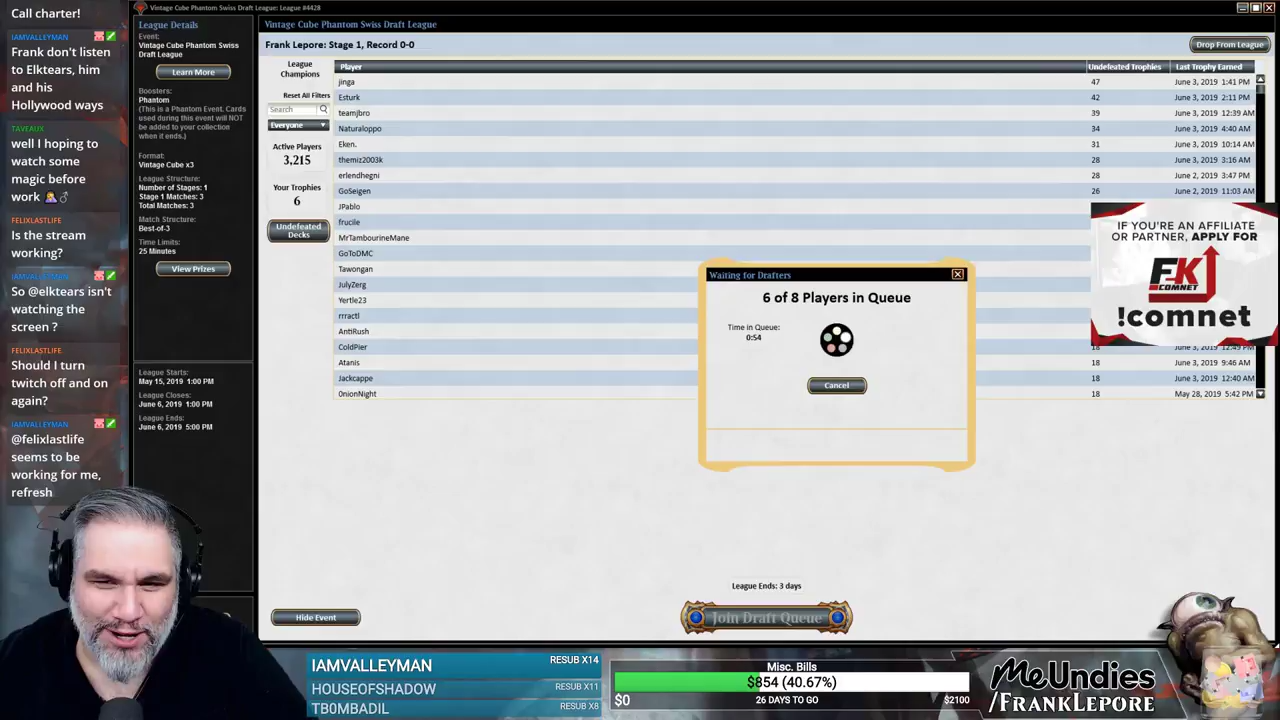 Call charter!
IAMVALLEYMAN
Frank don't listen
to Elktears, him
and his
Hollywood ways
TAVEAUX
well I hoping to
watch some
magic before
work
FELIXLASTLIFE
Is the stream
working?
IAMVALLEYMAN
So @elktears isn't
watching the
screen ?
FELIXLASTLIFE
Should I turn
twitch off and on
again?
IAMVALLEYMAN
@felixlastlife
seems to be
working for me,
refresh
Vintage Cube Phantom Swiss Draft League: League #4428
League Details
Event:
Vintage Cube Phantom Swiss
Draft League
Learn More
Boosters:
Phantom
(This is a Phantom Event. Cards
used during this event will NOT
be added to your collection
when it ends.)
Format:
Vintage Cube x3
League Structure:
Number of Stages: 1
Stage 1 Matches: 3
Total Matches: 3
Match Structure:
Best-of-3
Time Limits:
25 Minutes
View Prizes
League Starts:
May 15, 2019 1:00 PM
League Closes:
June 6, 2019 1:00 PM
League Ends:
June 6, 2019 5:00 PM
Vintage Cube Phantom Swiss Draft League
Frank Lepore: Stage 1, Record 0-0
Drop From League
League
Champions
Reset All Filters
Search
Everyone
Active Players
3,215
Your Trophies
6
Undefeated
Decks
Player Undefeated Trophies Last Trophy Earned
jinga 47 June 3, 2019 1:41 PM
Esturk 42 June 3, 2019 2:11 PM
teamjbro 39 June 3, 2019 12:39 AM
Naturaloppo 34 June 3, 2019 4:40 AM
Eken. 31 June 3, 2019 10:14 AM
themiz2003k 28 June 3, 2019 3:16 AM
erlendhegni 28 June 2, 2019 3:47 PM
GoSeigen 26 June 2, 2019 11:03 AM
JPablo
frucile
MrTambourineMane
GoToDMC
Tawongan
JulyZerg
Yertle23
rrractl
AntiRush
ColdPier 18 June 3, 2019 12:49 PM
Atanis 18 June 3, 2019 9:46 AM
Jackcappe 18 June 3, 2019 12:40 AM
0nionNight 18 May 28, 2019 5:42 PM
Waiting for Drafters
6 of 8 Players in Queue
Time in Queue:
0:54
Cancel
IF YOU'RE AN AFFILIATE
OR PARTNER, APPLY FOR
COMNET
!comnet
League Ends: 3 days
Hide Event
Join Draft Queue
IAMVALLEYMAN RESUB X14
HOUSEOFSHADOW RESUB X11
TB0MBADIL RESUB X8
Misc. Bills
$854 (40.67%)
$0 26 DAYS TO GO $2100
MeUndies
/FRANKLEPORE